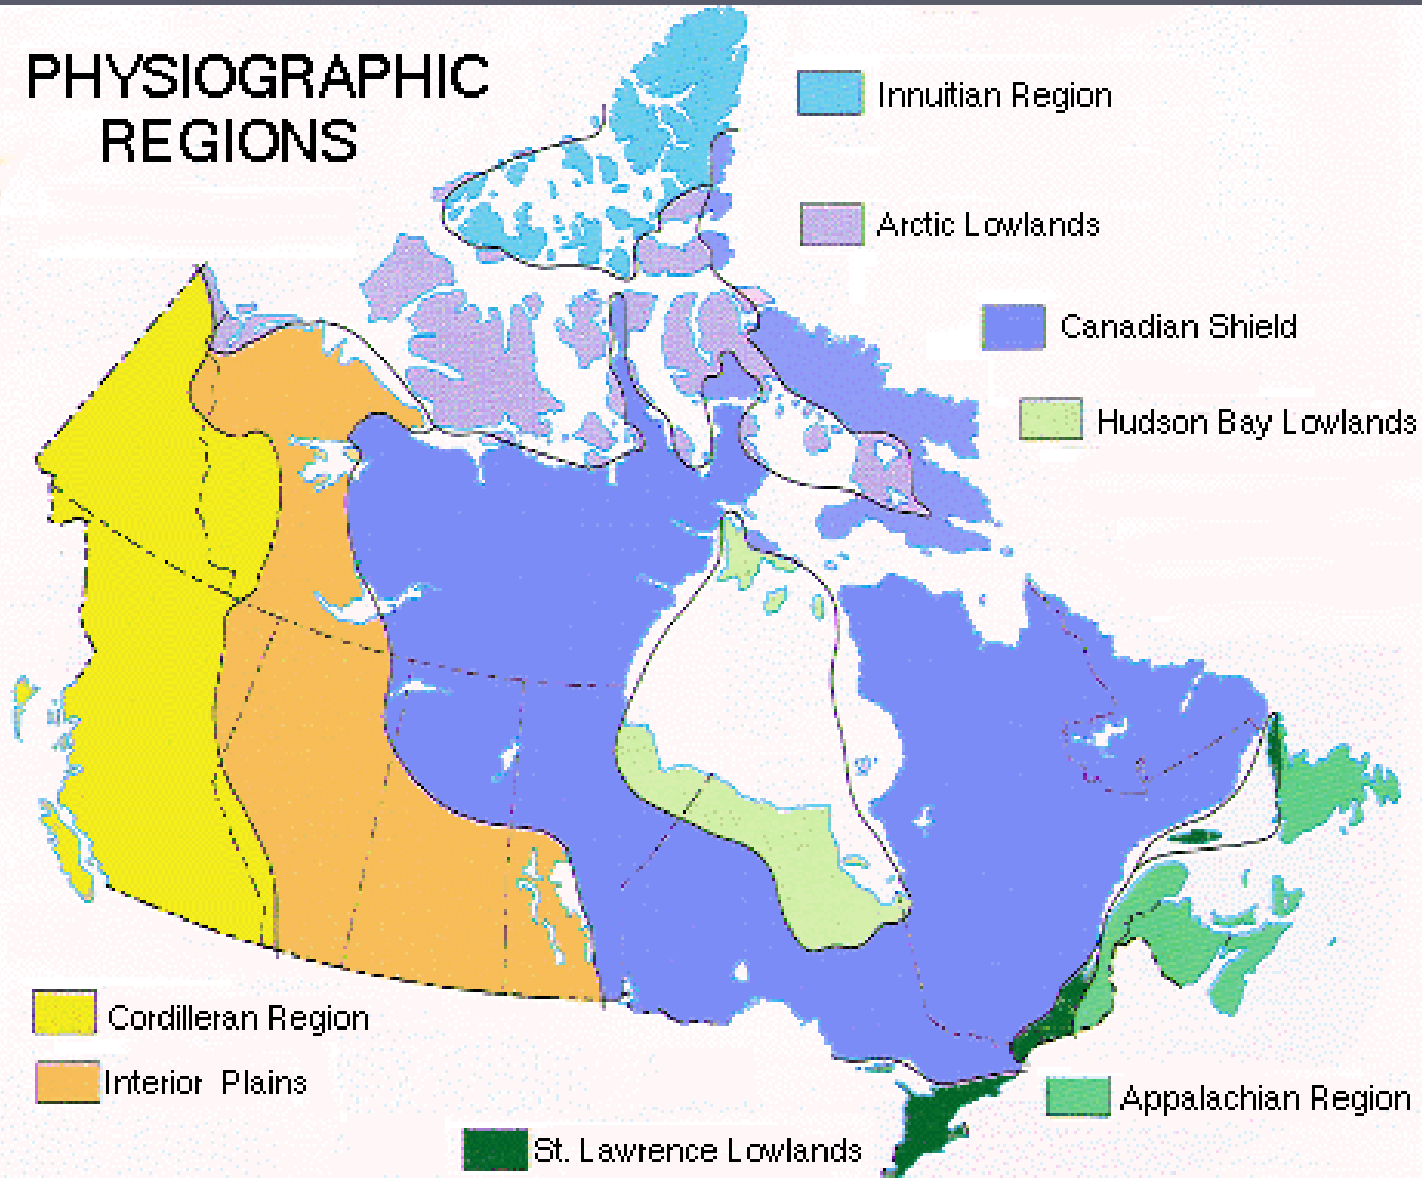 PHYSIOGRAPHIC
REGIONS
Innuitian Region
Arctic Lowlands
Canadian Shield
Hudson Bay Lowlands
Cordilleran Region
Interior Plains
Appalachian Region
St. Lawrence Lowlands